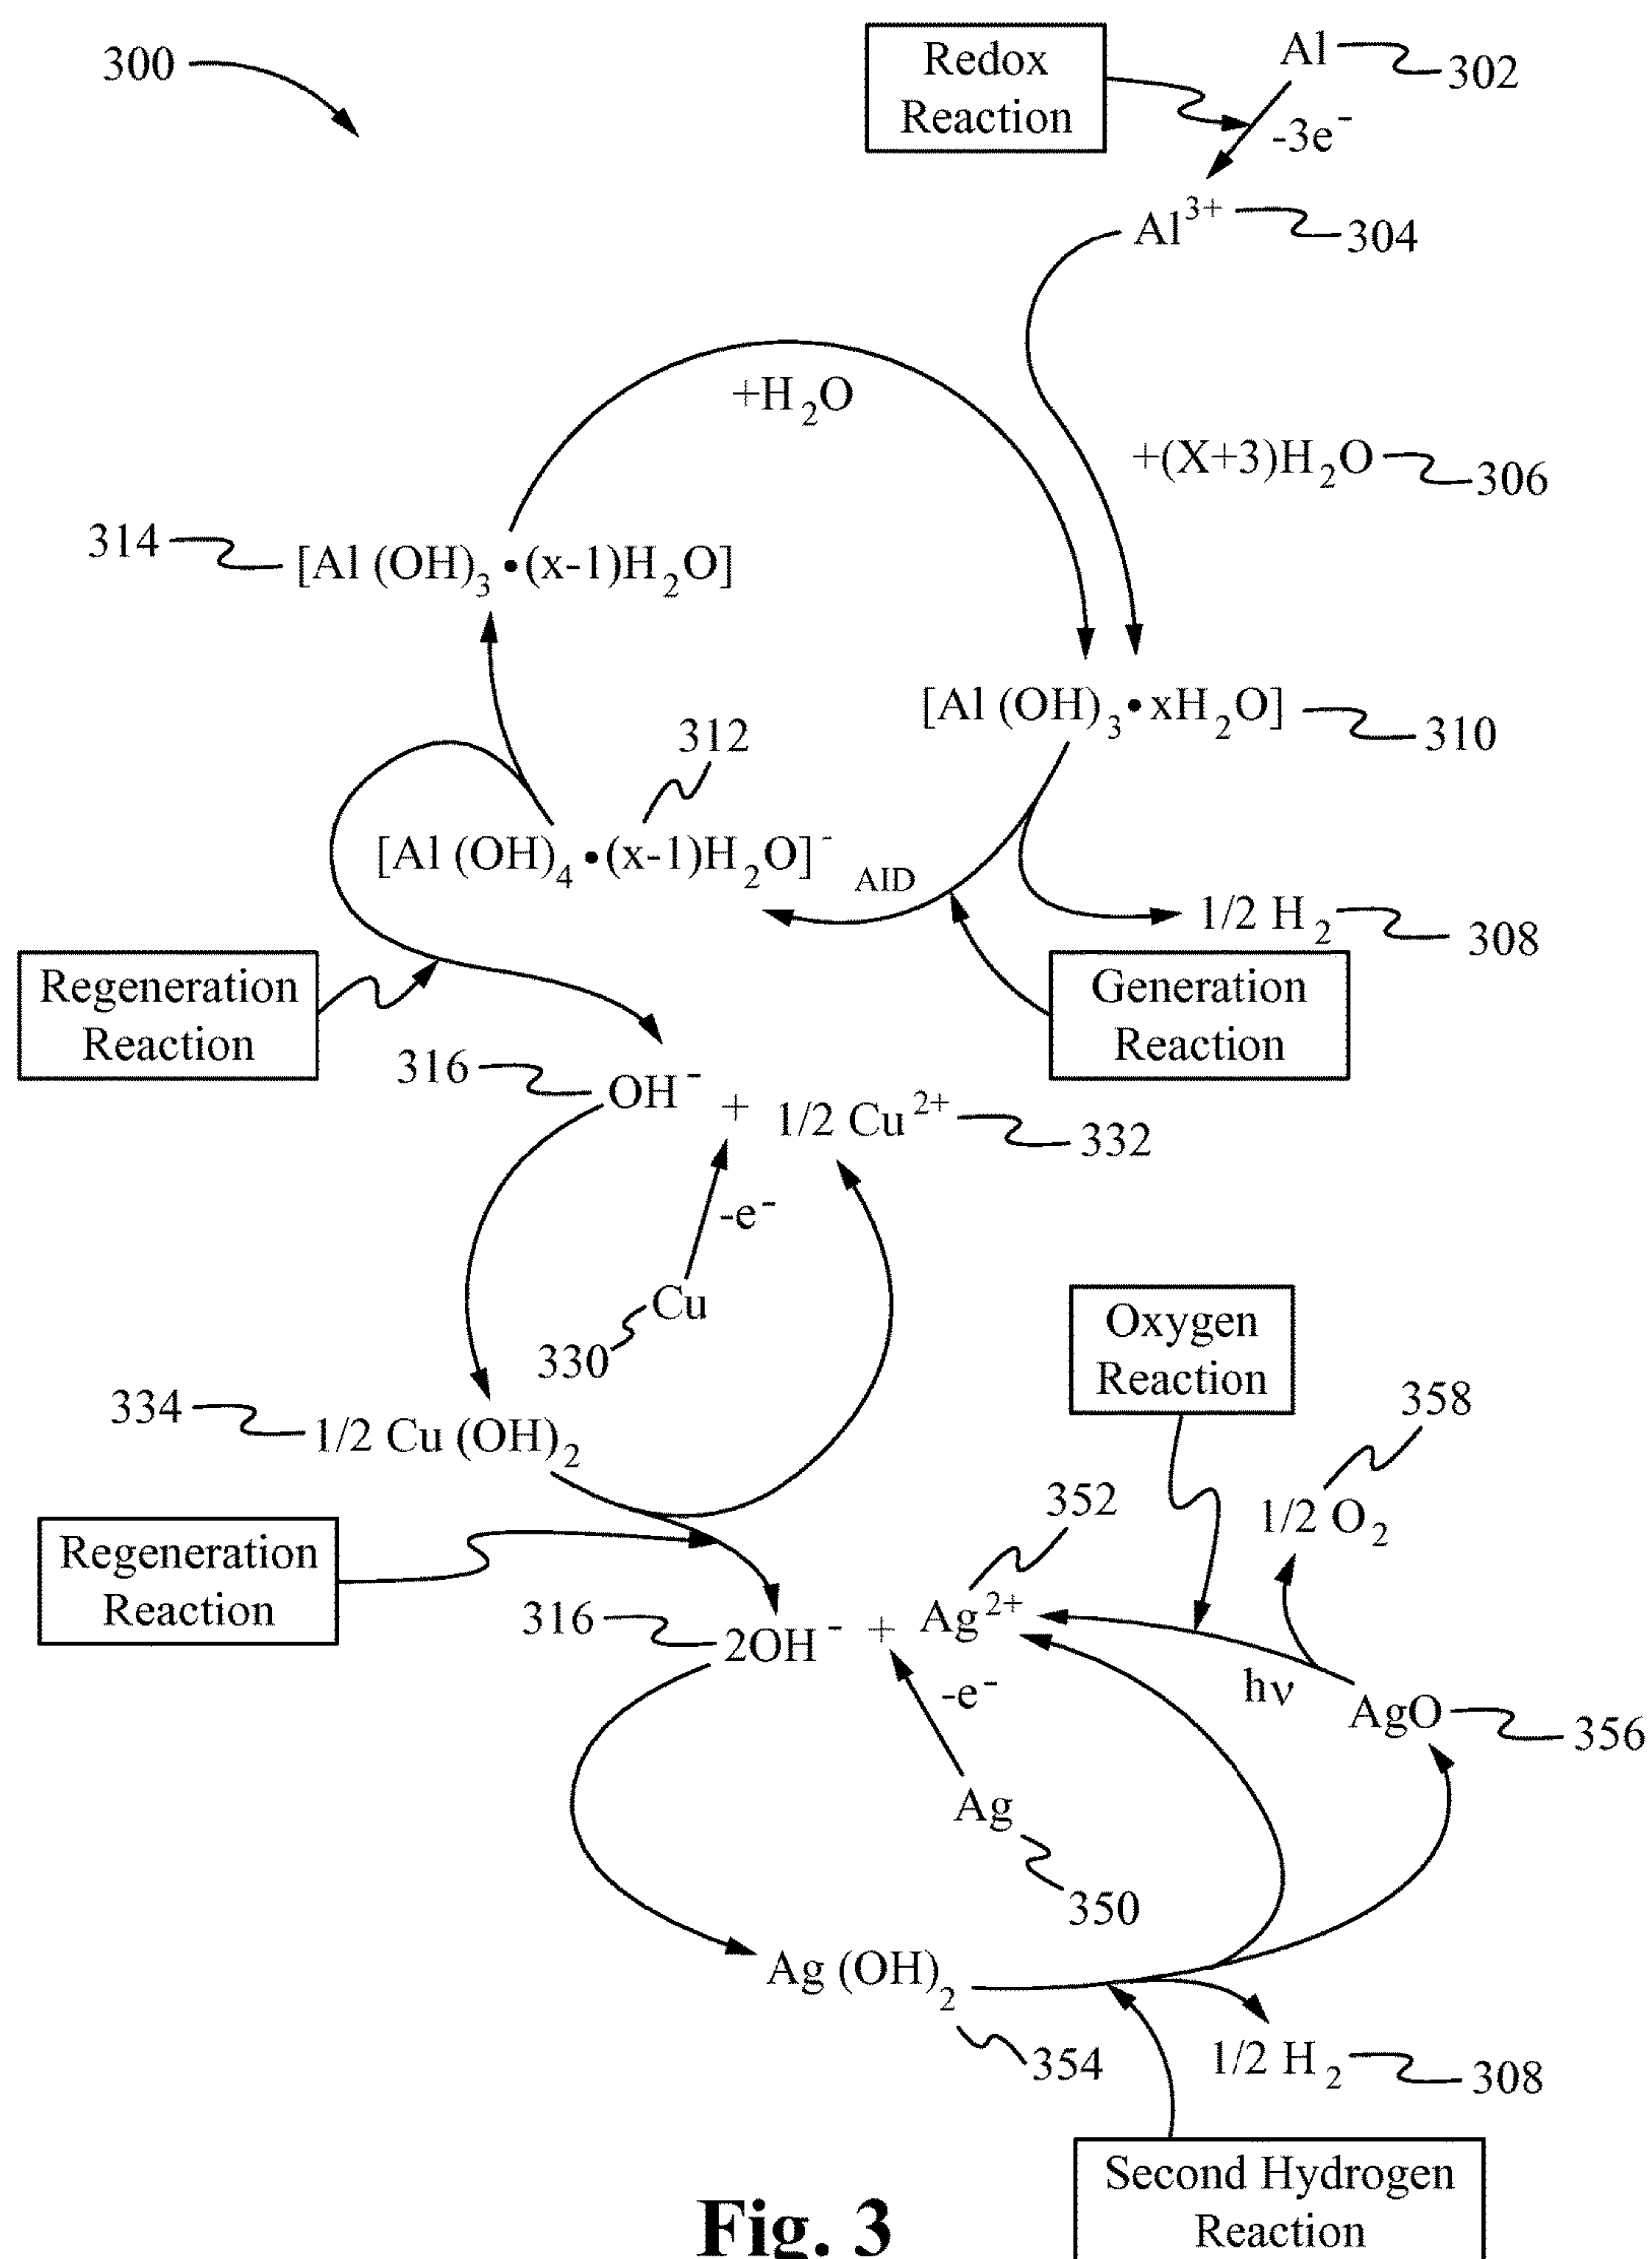 300
Redox
Reaction
Al
302
-3e⁻
Al³⁺
304
+H₂O
+(X+3)H₂O
306
314
[Al (OH)₃•(x-1)H₂O]
[Al (OH)₃•xH₂O]
310
312
[Al (OH)₄•(x-1)H₂O]⁻
AID
1/2 H₂
308
Regeneration
Reaction
Generation
Reaction
316
OH⁻ + 1/2 Cu²⁺
332
-e⁻
Cu
330
Oxygen
Reaction
334
1/2 Cu (OH)₂
358
1/2 O₂
352
Regeneration
Reaction
316
2OH⁻ + Ag²⁺
-e⁻
hν
AgO
356
Ag
350
Ag (OH)₂
354
1/2 H₂
308
Second Hydrogen
Reaction
Fig. 3